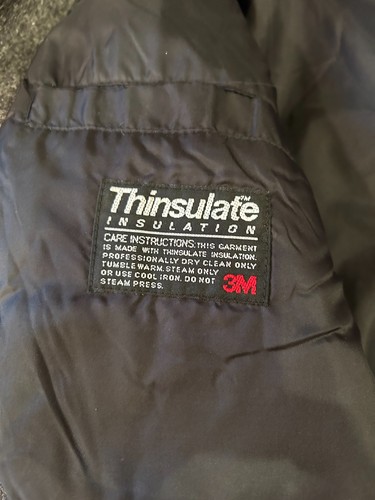 Thinsulate™
INSULATION
CARE INSTRUCTIONS. THIS GARMENT
IS MADE WITH THINSULATE INSULATION.
PROFESSIONALLY DRY CLEAN ONLY
TUMBLE WARM. STEAM ONLY
OR USE COOL IRON. DO NOT
STEAM PRESS.
3M